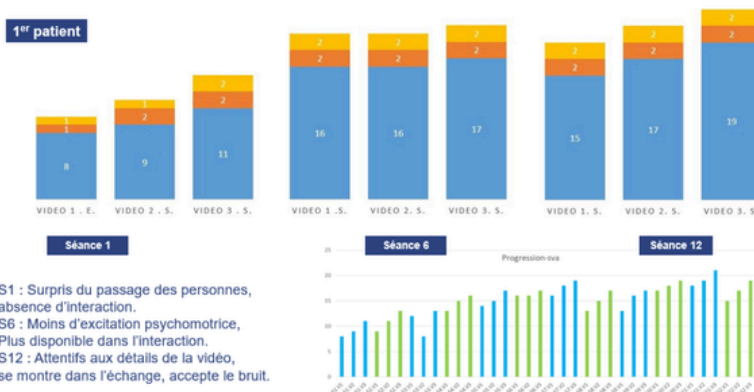 1er patient
1
1
8
1
2
9
2
2
11
2
2
16
2
2
16
2
2
17
2
2
15
2
2
17
2
2
19
VIDEO 1 . E.
VIDEO 2 . S.
VIDEO 3 . S.
VIDEO 1 .S.
VIDEO 2. S.
VIDEO 3. S.
VIDEO 1. S.
VIDEO 2. S.
VIDEO 3. S
Séance 1
Séance 6
Séance 12
Progression-sva
25
20
15
10
5
0
S1 : Surpris du passage des personnes,
absence d'interaction.
S6 : Moins d'excitation psychomotrice,
Plus disponible dans l'interaction.
S12 : Attentifs aux détails de la vidéo,
se montre dans l'échange, accepte le bruit.